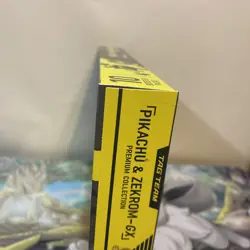 TAG TEAM
PIKACHU & ZEKROM-GX
PREMIUM COLLECTION